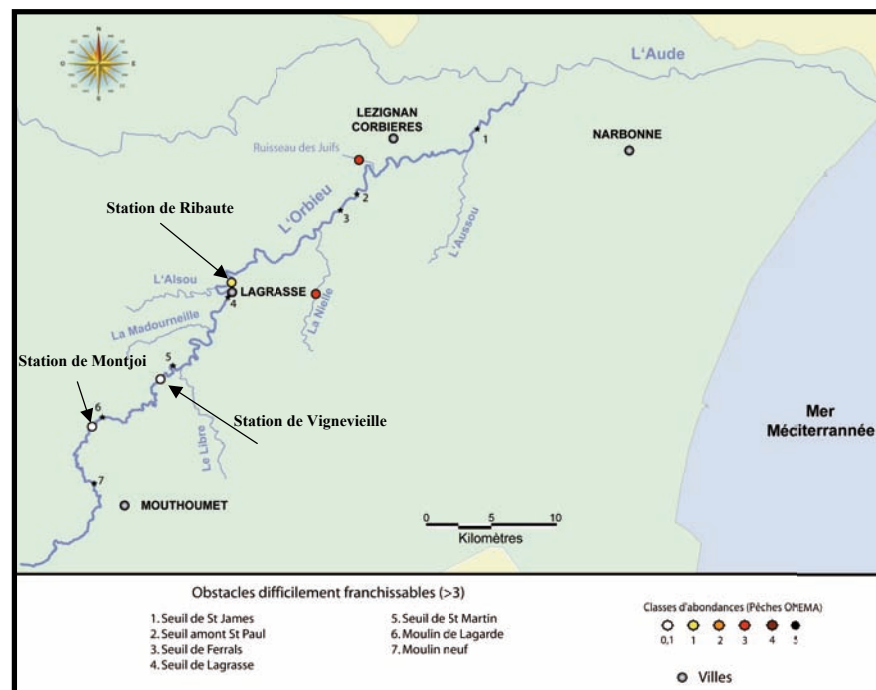 N
O
E
S
L'Aude
LEZIGNAN
CORBIERES
NARBONNE
1
Ruisseau des Juifs
2
3
L'Orbieu
L'Aussou
Station de Ribaute
L'Alsou
LAGRASSE
4
La Nielle
La Madourneille
Station de Montjoi
5
Station de Vignevieille
6
Le Libre
Mer
Méciterrannée
7
MOUTHOUMET
0 5 10
Kilomètres
Obstacles difficilement franchissables (>3)
1. Seuil de St James
2. Seuil amont St Paul
3. Seuil de Ferrals
4. Seuil de Lagrasse
5. Seuil de St Martin
6. Moulin de Lagarde
7. Moulin neuf
Classes d'abondances (Pêches ONEMA)
0,1 1 2 3 4 5
Villes